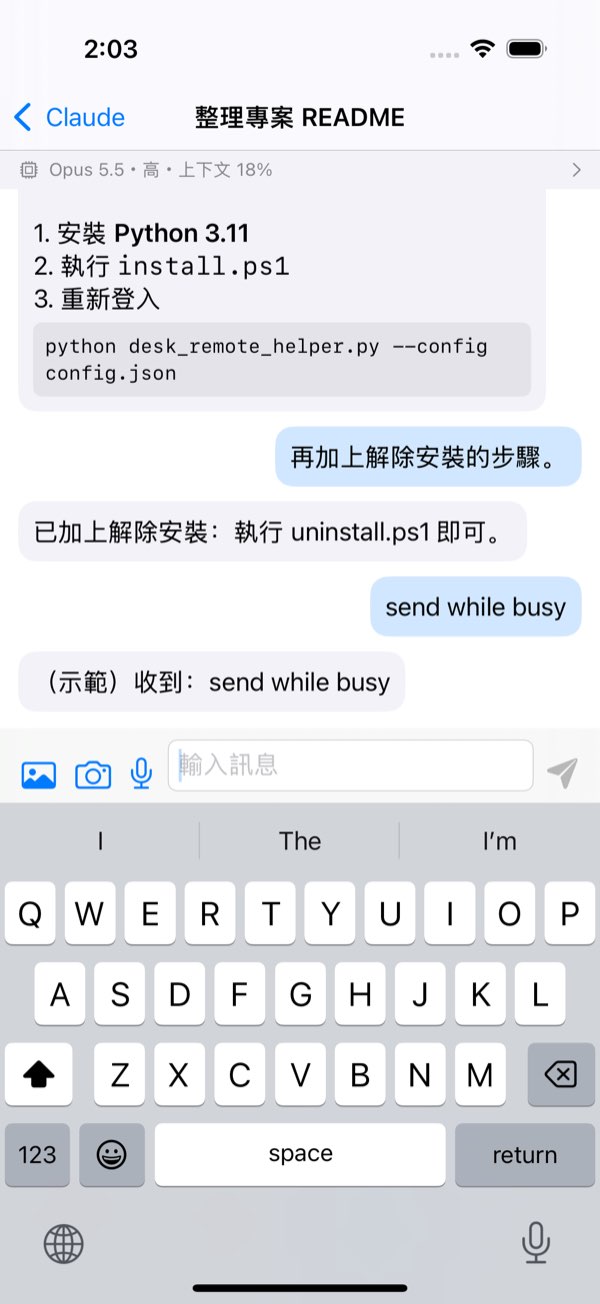 2:03
Claude
整理專案 README
Opus 5.5 • 高 • 上下文 18%
1. 安裝 Python 3.11
2. 執行 install.ps1
3. 重新登入
python desk_remote_helper.py --config
config.json
再加上解除安裝的步驟。
已加上解除安裝：執行 uninstall.ps1 即可。
send while busy
（示範）收到：send while busy
輸入訊息
I The I’m
Q W E R T Y U I O P
A S D F G H J K L
Z X C V B N M
123 space return